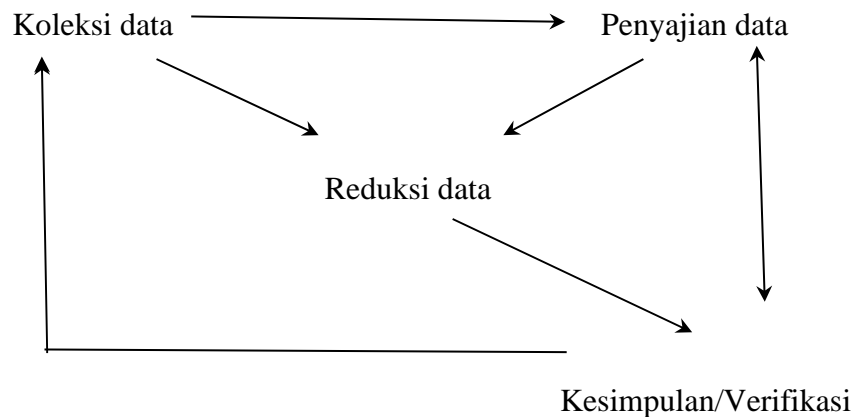 Koleksi data
Penyajian data
Reduksi data
Kesimpulan/Verifikasi